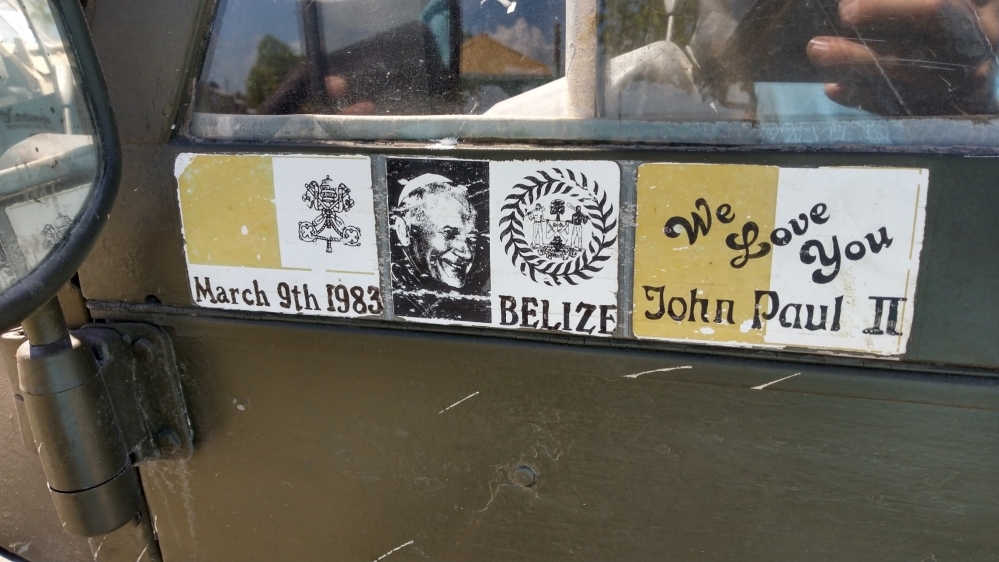 March 9th 1983
BELIZE
We
Love
You
John Paul II